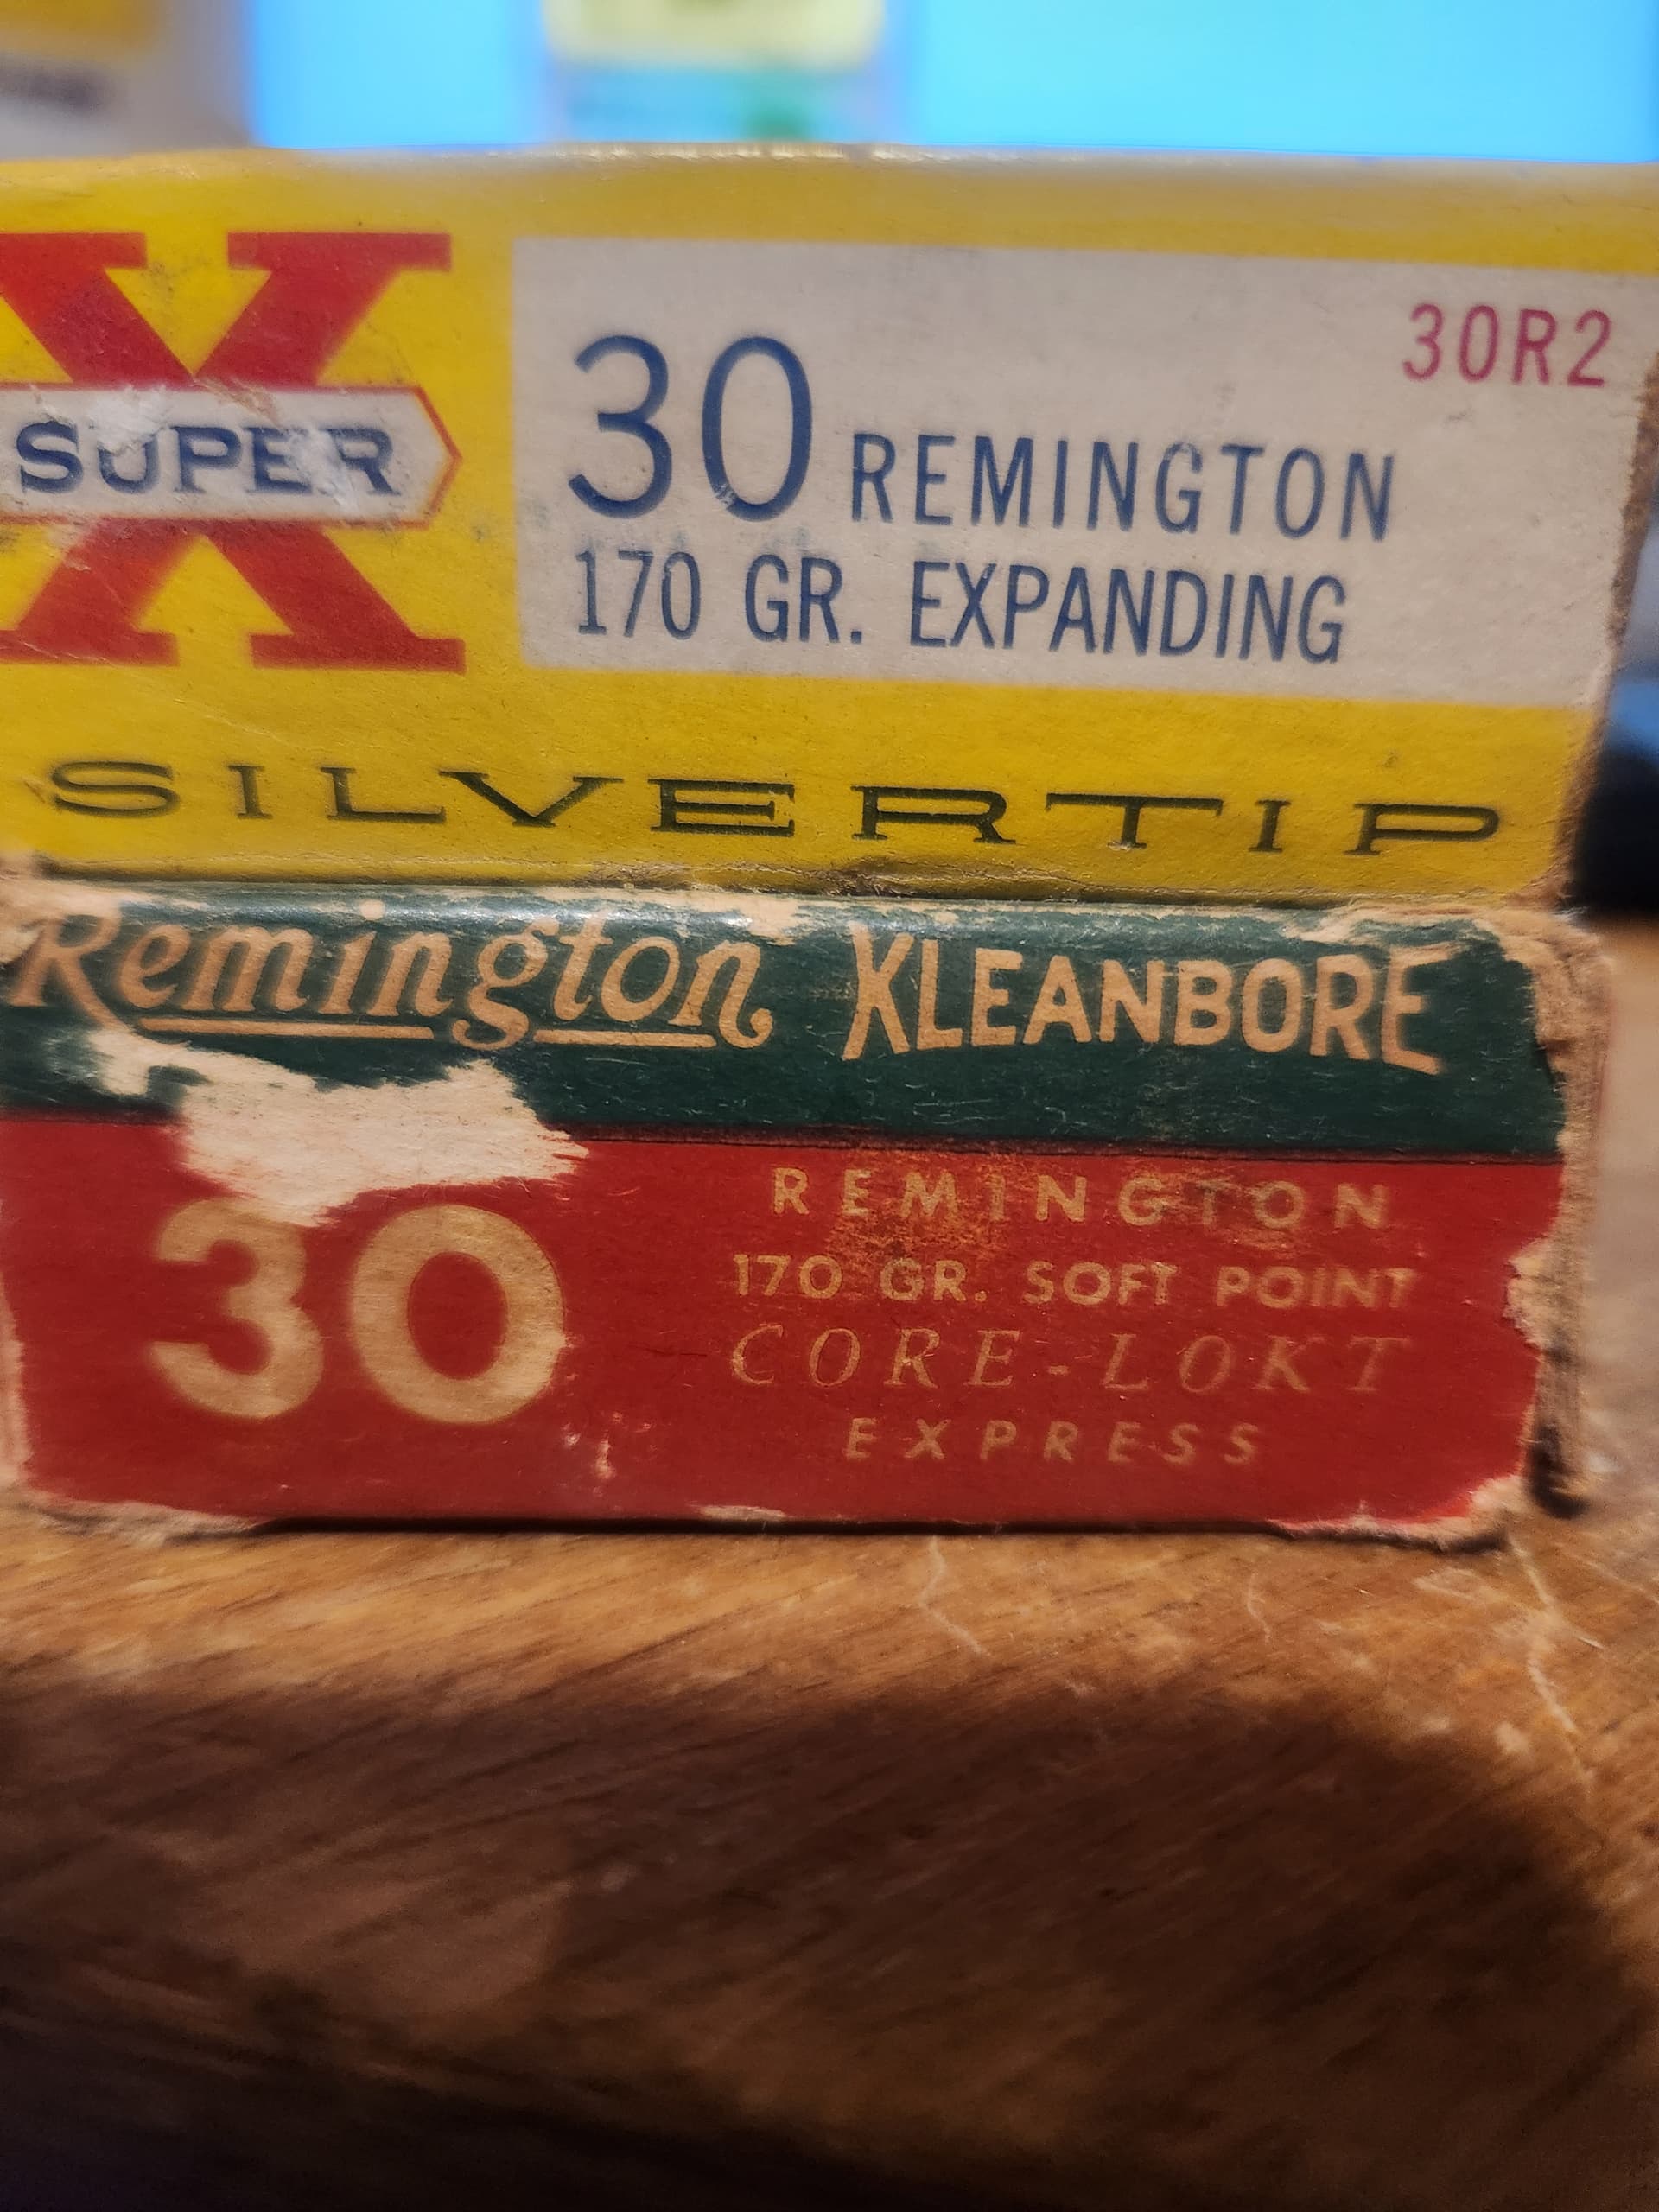 X
SUPER
30R2
30 REMINGTON
170 GR. EXPANDING
SILVERTIP
Remington KLEANBORE
30
REMINGTON
170 GR. SOFT POINT
CORE-LOKT
EXPRESS